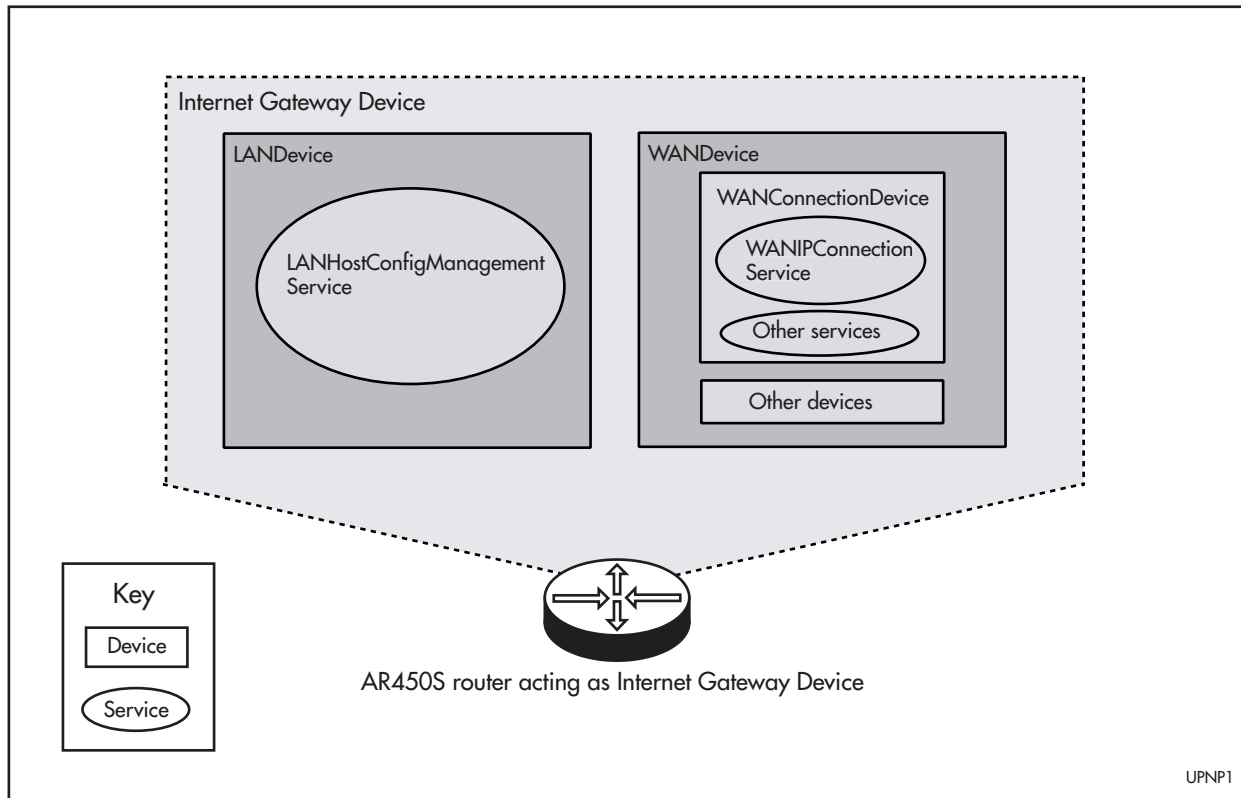 Internet Gateway Device
LANDevice
LANHostConfigManagement
Service
WANDevice
WANConnectionDevice
WANIPConnection
Service
Other services
Other devices
Key
Device
Service
AR450S router acting as Internet Gateway Device
UPNP1